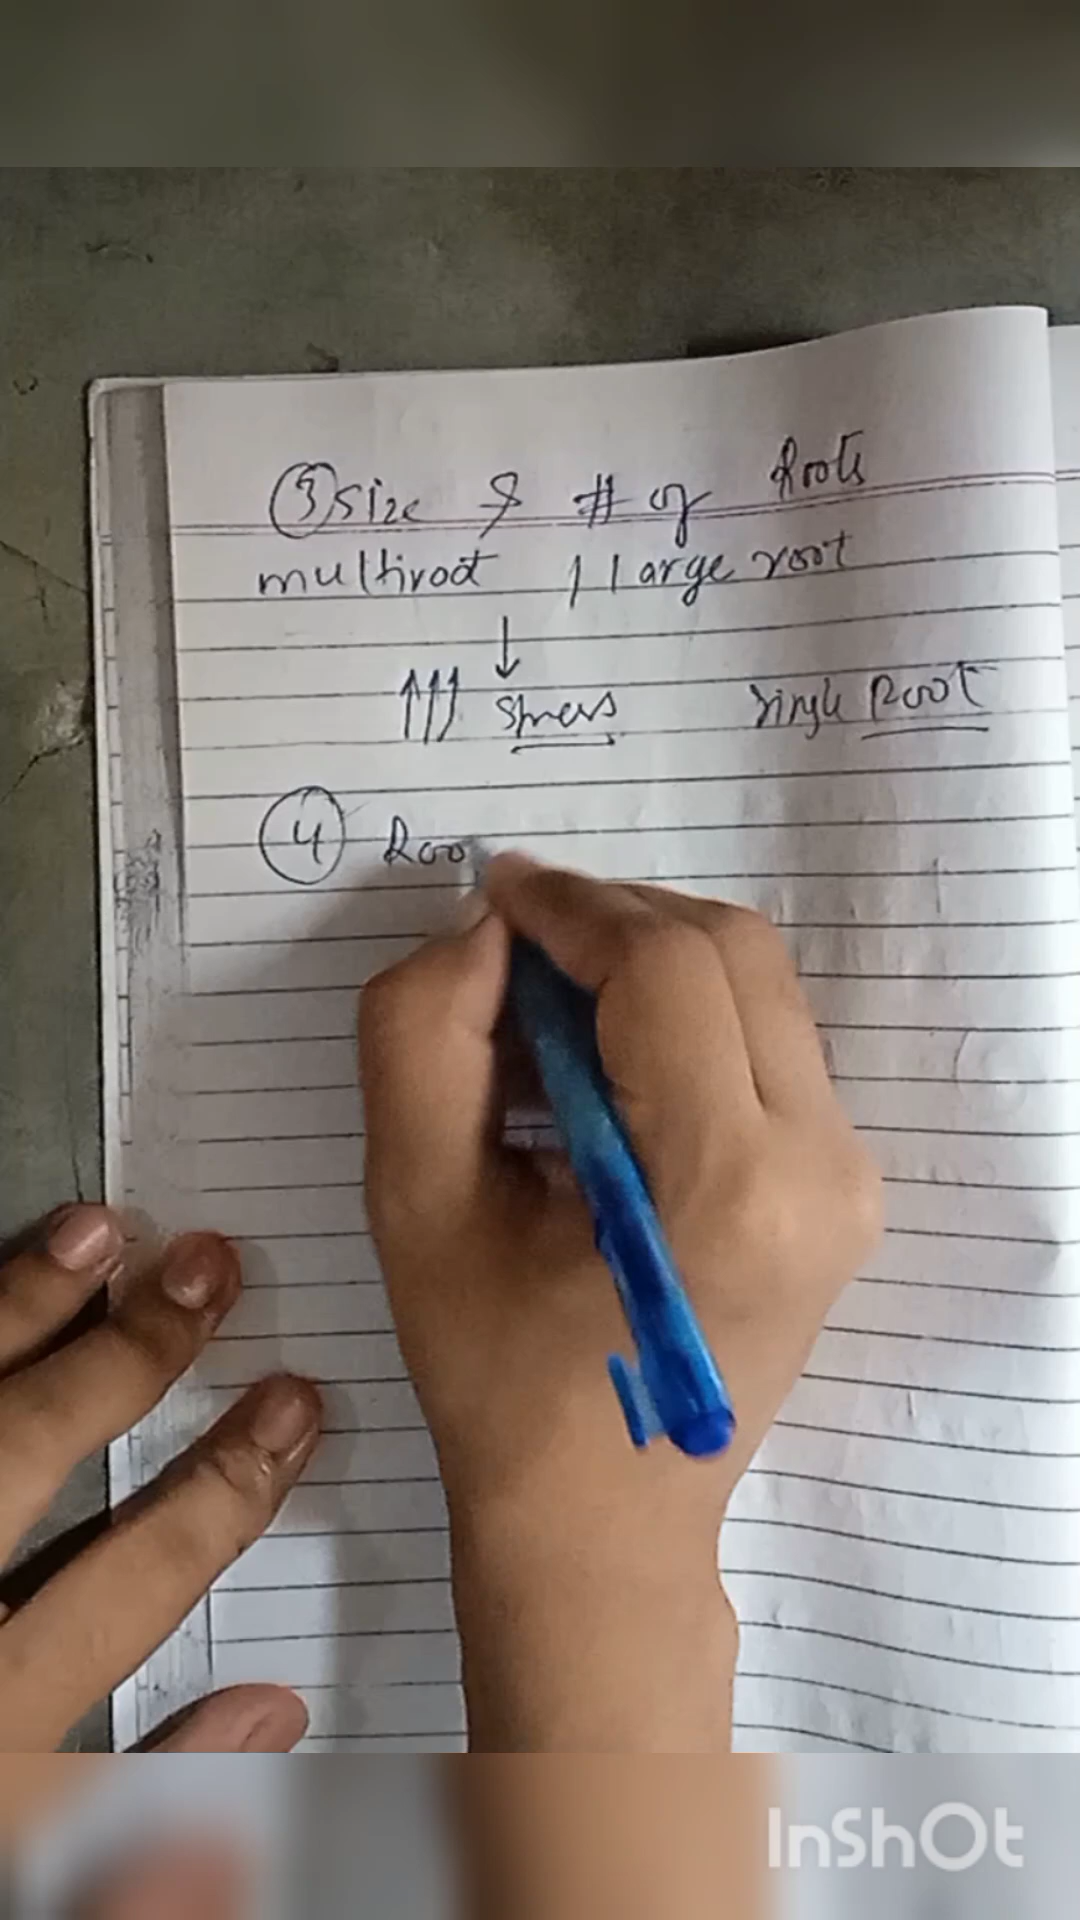 ③ size & # of Roots
multiroot / large root
↓
↑↑↑ stress single Root
④ Roo
InShOt